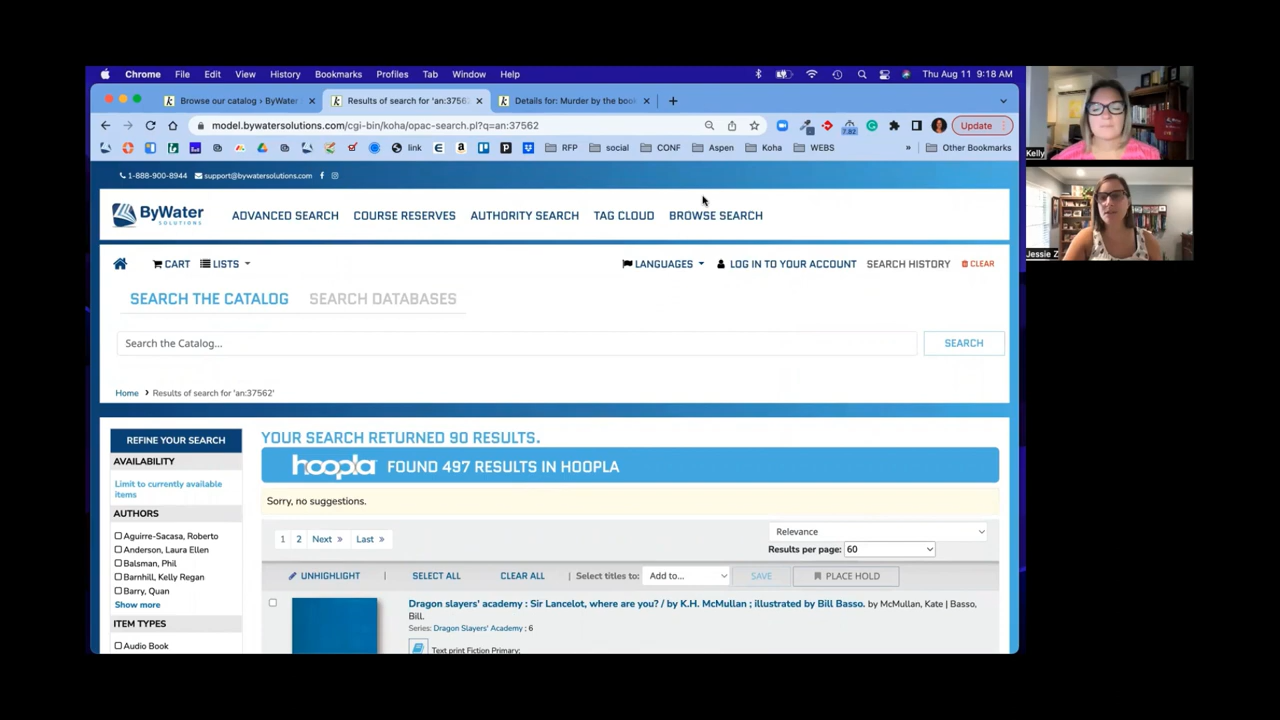 Chrome File Edit View History Bookmarks Profiles Tab Window Help Thu Aug 11 9:18 AM
Browse our catalog › ByWater Results of search for 'an:3756 Details for: Murder by the boo
model.bywatersolutions.com/cgi-bin/koha/opac-search.pl?q=an:37562 7.82 Update
link RFP social CONF Aspen Koha WEBS » Other Bookmarks
1-888-900-8944 support@bywatersolutions.com
ByWater SOLUTIONS ADVANCED SEARCH COURSE RESERVES AUTHORITY SEARCH TAG CLOUD BROWSE SEARCH
CART LISTS LANGUAGES LOG IN TO YOUR ACCOUNT SEARCH HISTORY CLEAR
SEARCH THE CATALOG SEARCH DATABASES
Search the Catalog... SEARCH
Home Results of search for 'an:37562'
REFINE YOUR SEARCH
AVAILABILITY
Limit to currently available
items
AUTHORS
Aguirre-Sacasa, Roberto
Anderson, Laura Ellen
Balsman, Phil
Barnhill, Kelly Regan
Barry, Quan
Show more
ITEM TYPES
Audio Book
YOUR SEARCH RETURNED 90 RESULTS.
hoopla FOUND 497 RESULTS IN HOOPLA
Sorry, no suggestions.
1 2 Next » Last »
Relevance
Results per page: 60
UNHIGHLIGHT | SELECT ALL CLEAR ALL | Select titles to: Add to... SAVE PLACE HOLD
Dragon slayers' academy : Sir Lancelot, where are you? / by K.H. McMullan ; illustrated by Bill Basso. by McMullan, Kate | Basso,
Bill.
Series: Dragon Slayers' Academy ; 6
Text print Fiction Primary;
Kelly
Jessie Z